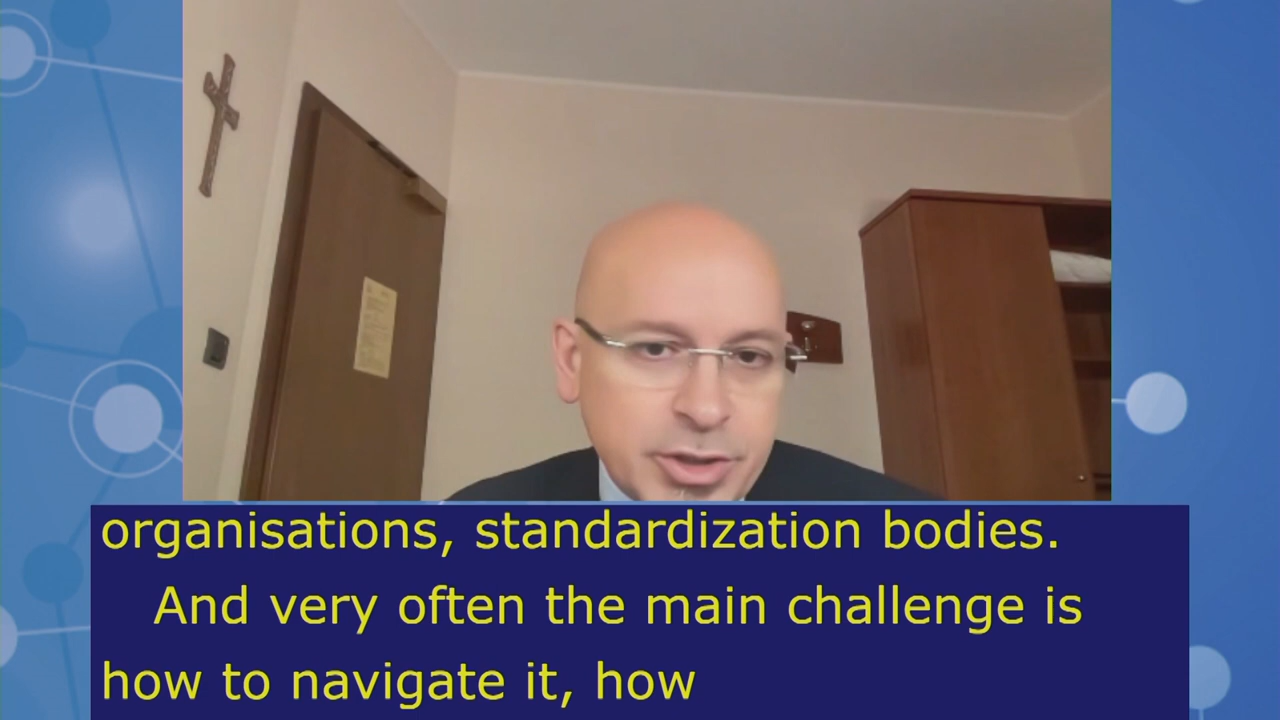 organisations, standardization bodies.
And very often the main challenge is
how to navigate it, how